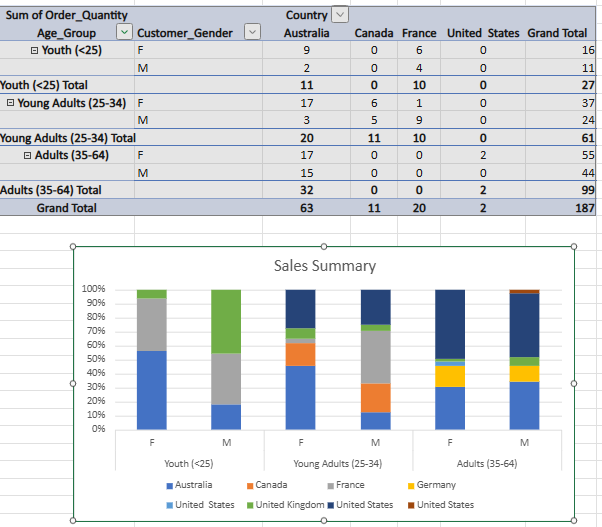 Sum of Order_Quantity Country
Age_Group Customer_Gender Australia Canada France United  States Grand Total
Youth (<25) F 9 0 6 0 16
M 2 0 4 0 11
Youth (<25) Total 11 0 10 0 27
Young Adults (25-34) F 17 6 1 0 37
M 3 5 9 0 24
Young Adults (25-34) Total 20 11 10 0 61
Adults (35-64) F 17 0 0 2 55
M 15 0 0 0 44
Adults (35-64) Total 32 0 0 2 99
Grand Total 63 11 20 2 187
Sales Summary
100%
90%
80%
70%
60%
50%
40%
30%
20%
10%
0%
F M F M F M
Youth (<25) Young Adults (25-34) Adults (35-64)
Australia Canada France Germany
United  States United Kingdom United States United States